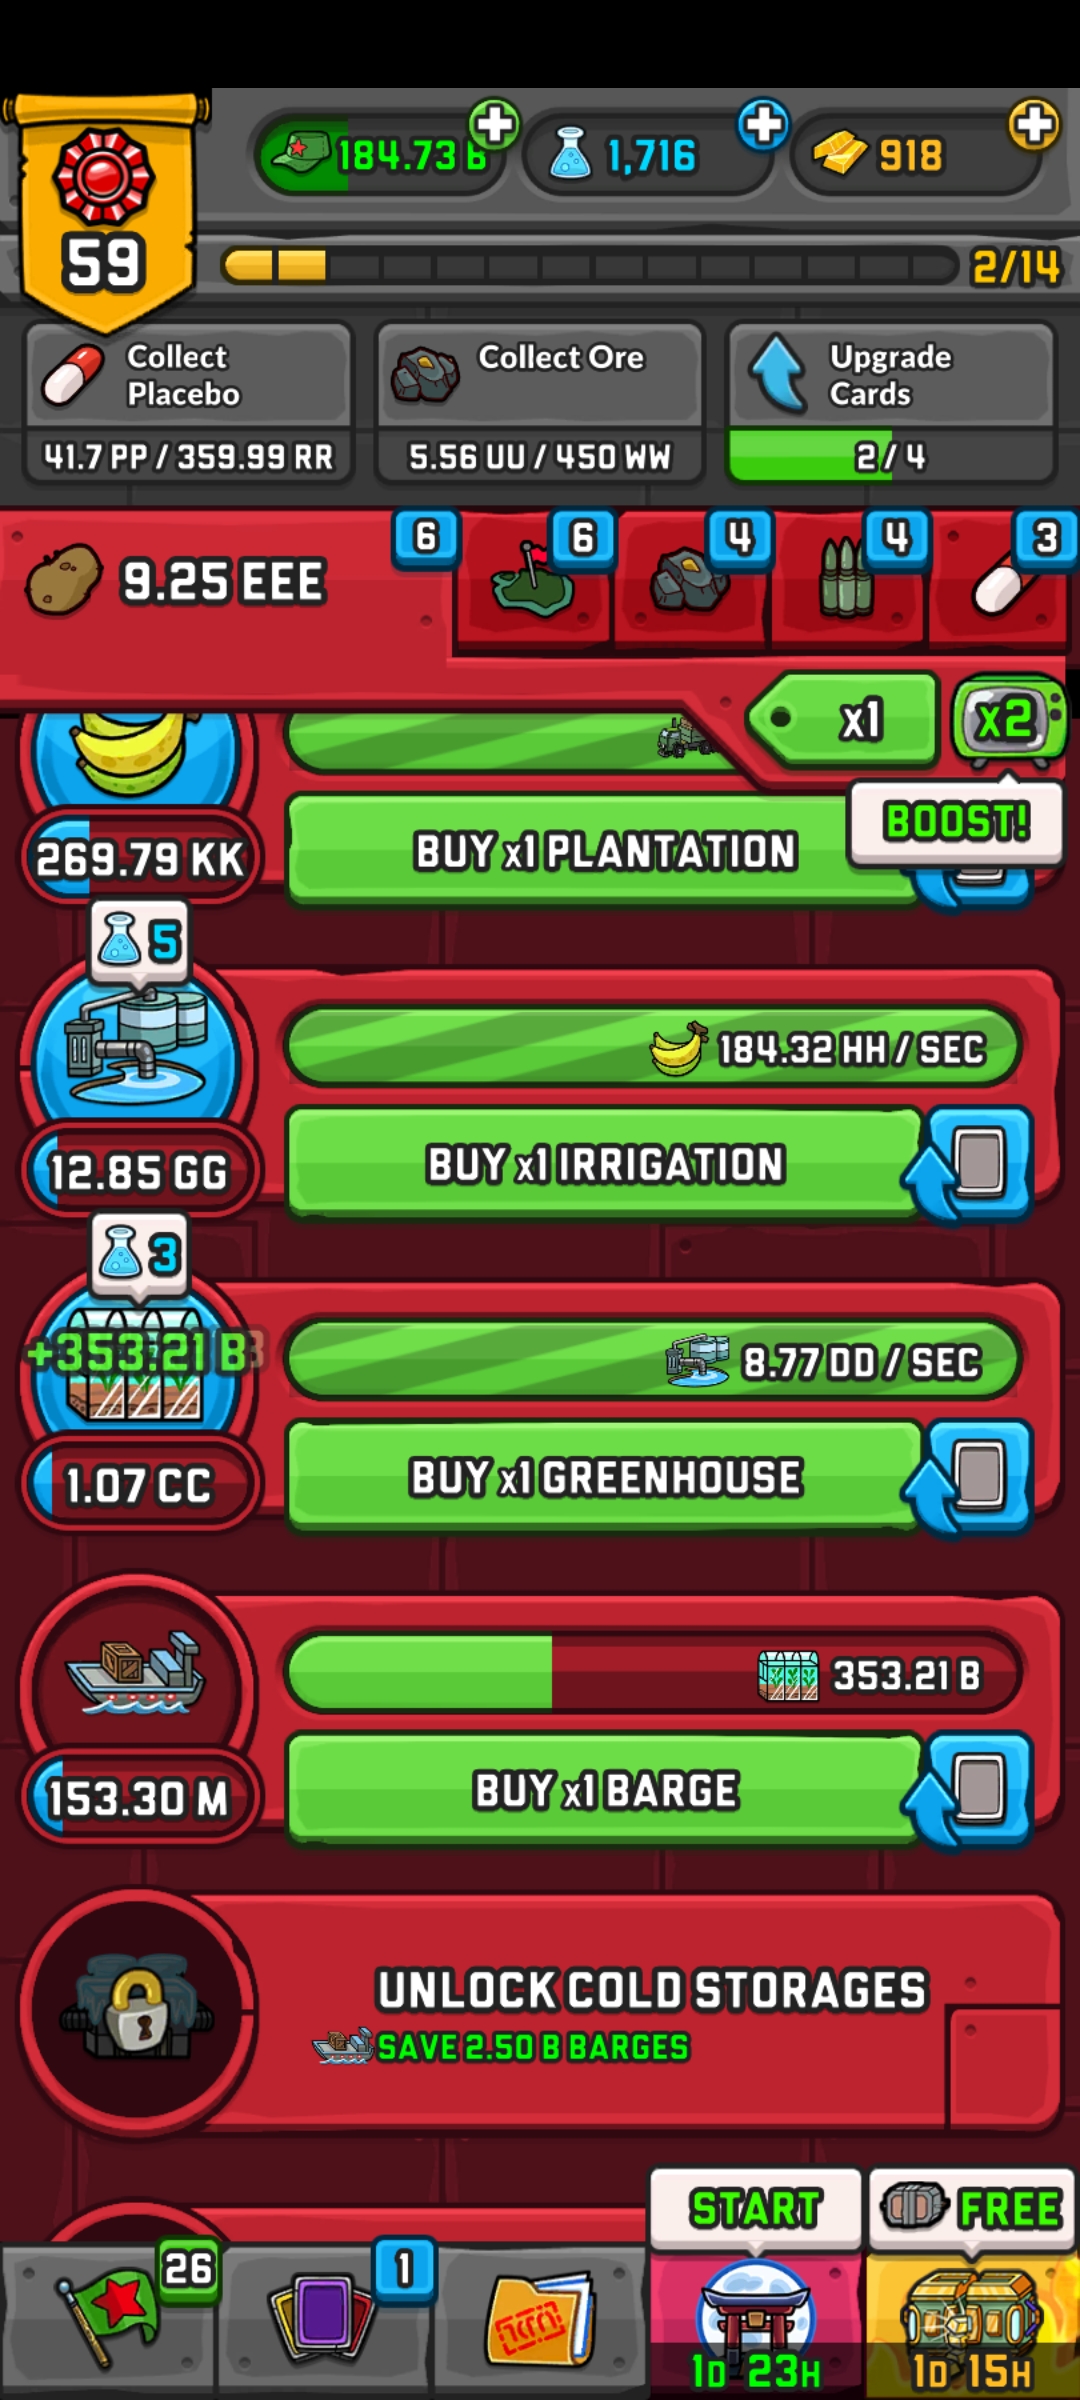 184.73 B
1,716
918
59
2/14
Collect
Placebo
41.7 PP / 359.99 RR
Collect Ore
5.56 UU / 450 WW
Upgrade
Cards
2 / 4
9.25 EEE
6
6
4
4
3
x1
x2
BOOST!
269.79 KK
BUY x1 PLANTATION
5
184.32 HH / SEC
12.85 GG
BUY x1 IRRIGATION
3
+353.21 B
8.77 DD / SEC
1.07 CC
BUY x1 GREENHOUSE
353.21 B
153.30 M
BUY x1 BARGE
UNLOCK COLD STORAGES
SAVE 2.50 B BARGES
START
FREE
26
1
1D 23H
1D 15H